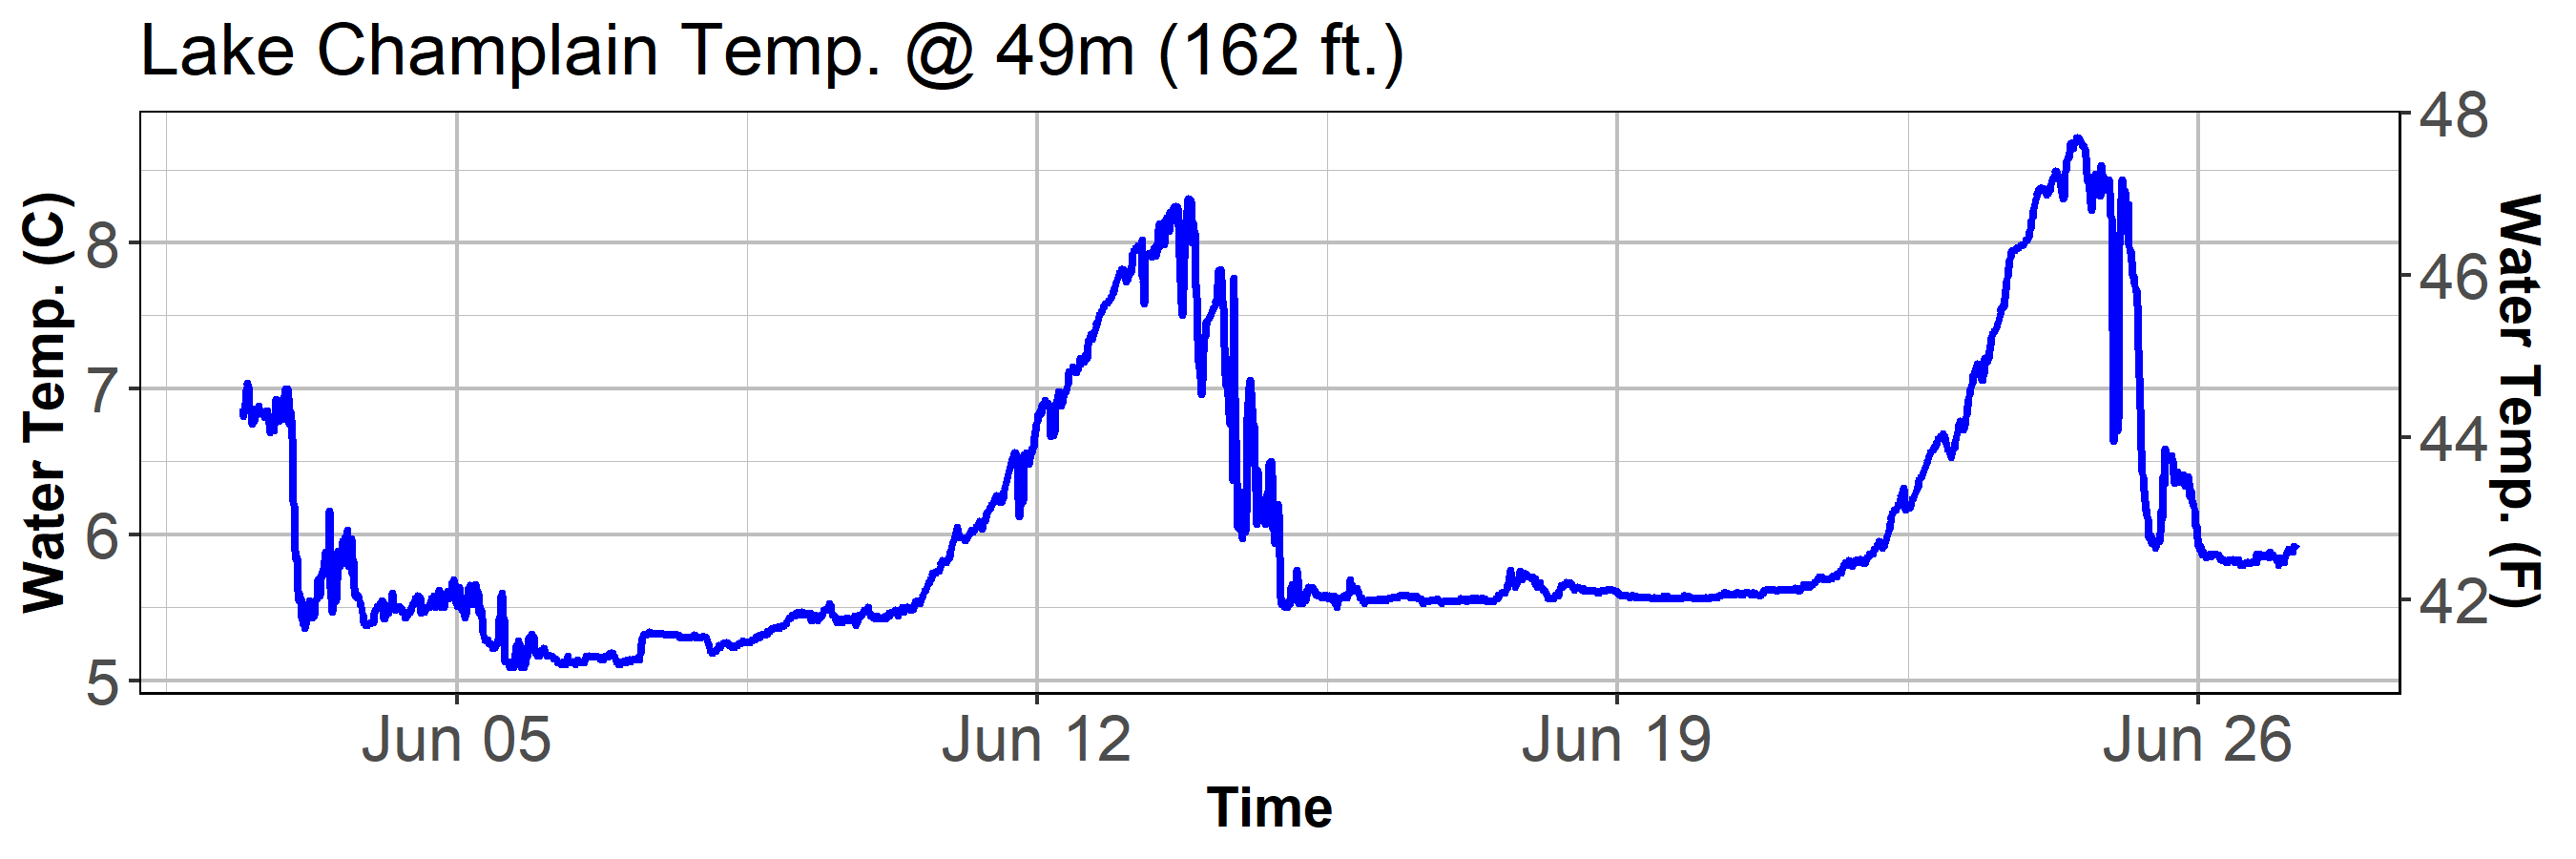 Lake Champlain Temp. @ 49m (162 ft.)
Water Temp. (C)
8
7
6
5
48
46
44
42
Water Temp. (F)
Jun 05
Jun 12
Jun 19
Jun 26
Time